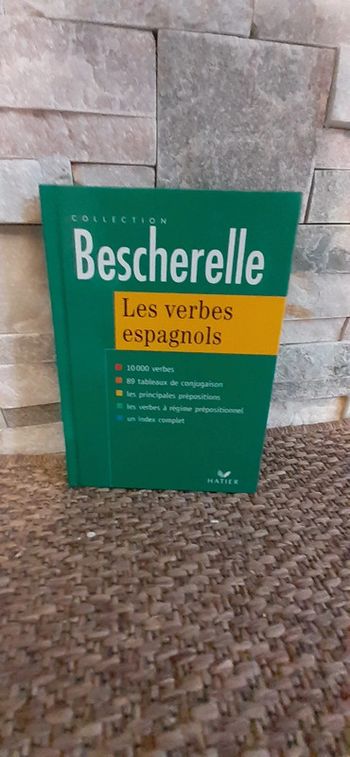 COLLECTION
Bescherelle
Les verbes
espagnols
10 000 verbes
89 tableaux de conjugaison
les principales prépositions
les verbes à régime prépositionnel
un index complet
HATIER